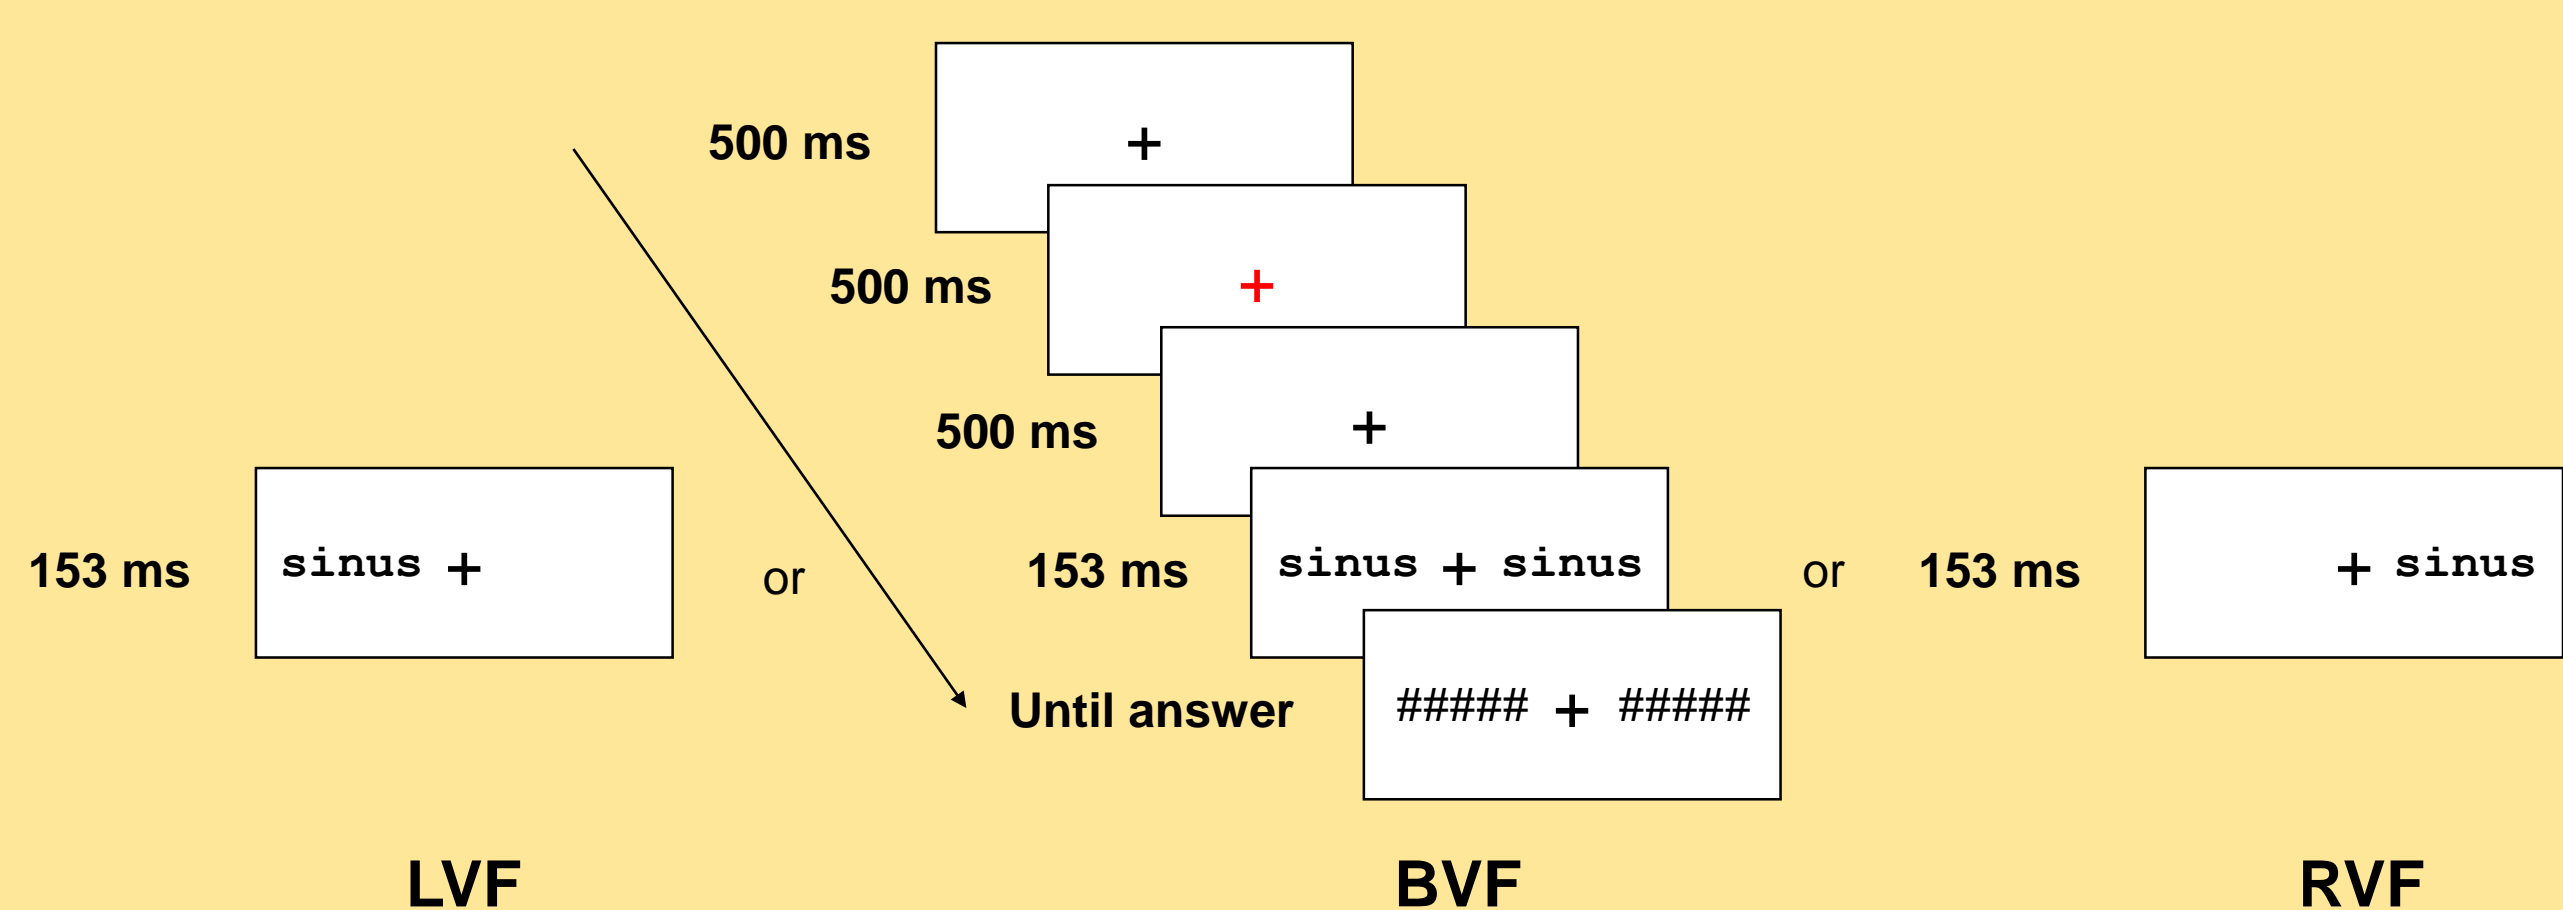 +
500 ms
+
500 ms
+
500 ms
153 ms
sinus +
or
153 ms
sinus + sinus
or
153 ms
+ sinus
Until answer
##### + #####
LVF
BVF
RVF